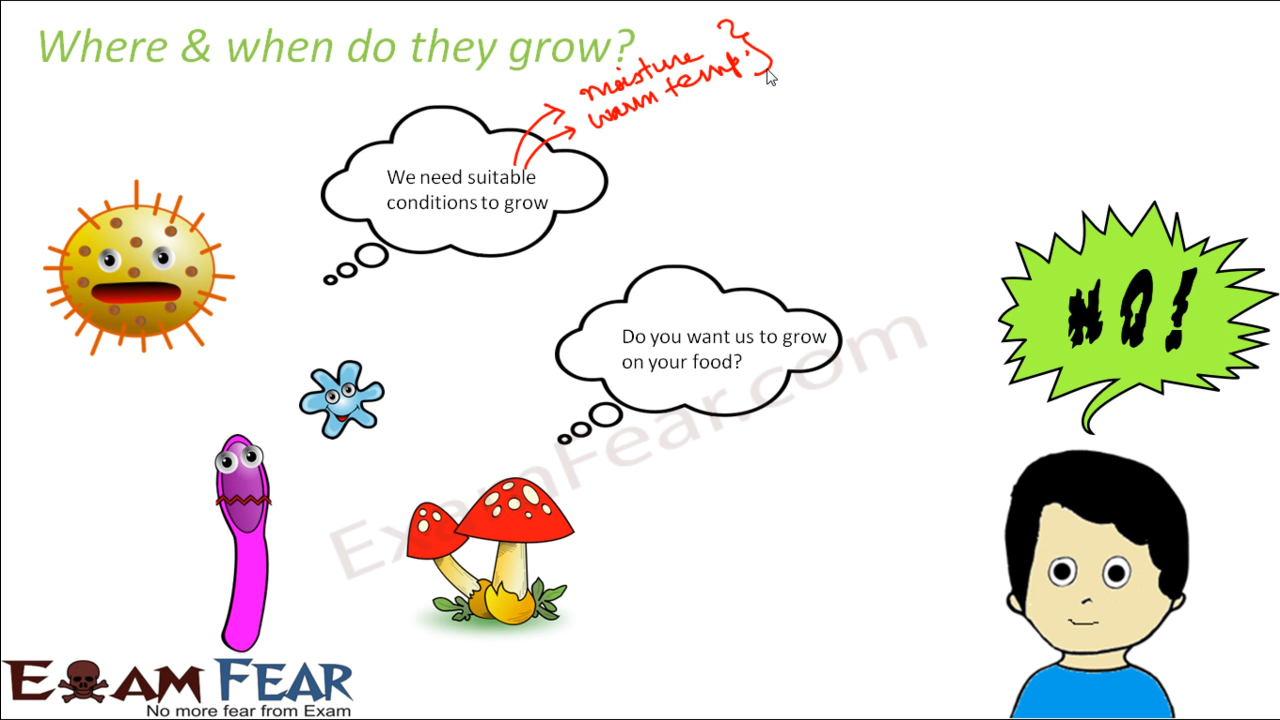 Where & when do they grow?
moisture
warm temp.
We need suitable
conditions to grow
Do you want us to grow
on your food?
NO!
ExamFear.com
EXAM FEAR
No more fear from Exam